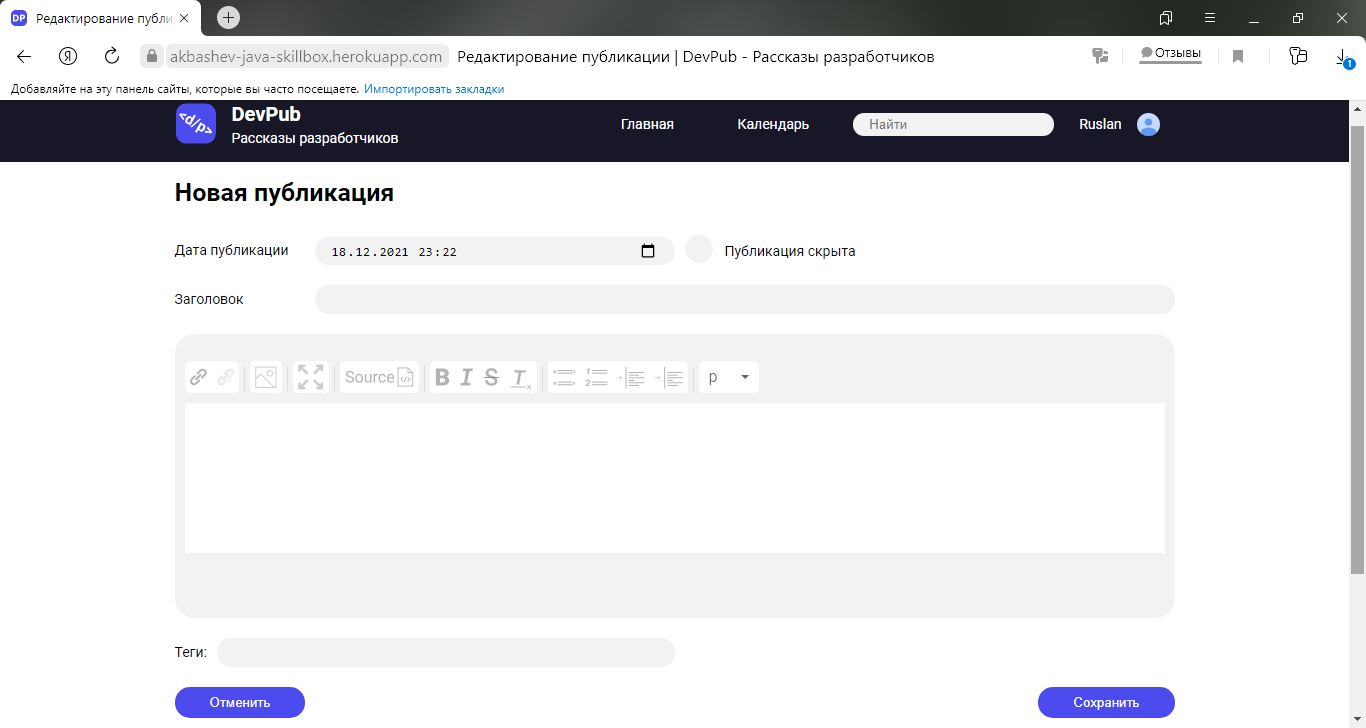 DP Редактирование публи
Я akbashev-java-skillbox.herokuapp.com Редактирование публикации | DevPub - Рассказы разработчиков Отзывы 1
Добавляйте на эту панель сайты, которые вы часто посещаете. Импортировать закладки
<d/p> DevPub
Рассказы разработчиков
Главная Календарь Найти Ruslan
Новая публикация
Дата публикации 18.12.2021 23:22 Публикация скрыта
Заголовок
Source B I S T p
Теги:
Отменить Сохранить